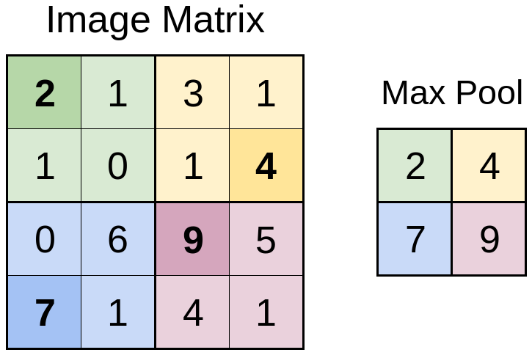 Image Matrix
2 1 3 1
1 0 1 4
0 6 9 5
7 1 4 1
Max Pool
2 4
7 9